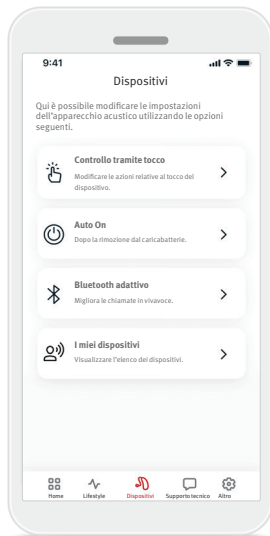 9:41
Dispositivi
Qui è possibile modificare le impostazioni
dell'apparecchio acustico utilizzando le opzioni
seguenti.
Controllo tramite tocco
Modificare le azioni relative al tocco del
dispositivo.
Auto On
Dopo la rimozione dal caricabatterie.
Bluetooth adattivo
Migliora le chiamate in vivavoce.
I miei dispositivi
Visualizzare l'elenco dei dispositivi.
Home Lifestyle Dispositivi Supporto tecnico Altro